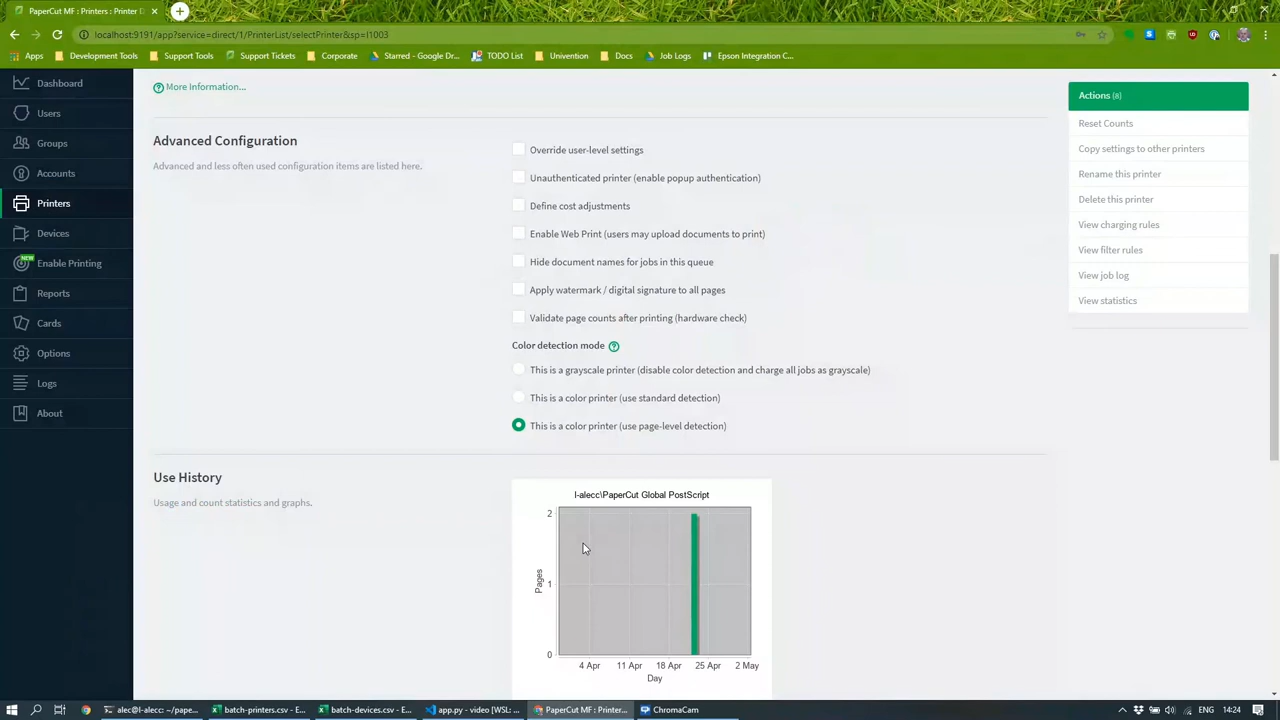 PaperCut MF : Printers : Printer D
localhost:9191/app?service=direct/1/PrinterList/selectPrinter&sp=l1003
Apps
Development Tools
Support Tools
Support Tickets
Corporate
Starred - Google Dr...
TODO List
Univention
Docs
Job Logs
Epson Integration C...
Dashboard
Users
Groups
Accounts
Printers
Devices
NEW
Enable Printing
Reports
Cards
Options
Logs
About
More Information...
Advanced Configuration
Advanced and less often used configuration items are listed here.
Override user-level settings
Unauthenticated printer (enable popup authentication)
Define cost adjustments
Enable Web Print (users may upload documents to print)
Hide document names for jobs in this queue
Apply watermark / digital signature to all pages
Validate page counts after printing (hardware check)
Color detection mode
This is a grayscale printer (disable color detection and charge all jobs as grayscale)
This is a color printer (use standard detection)
This is a color printer (use page-level detection)
Use History
Usage and count statistics and graphs.
l-alecc\PaperCut Global PostScript
2
1
0
Pages
4 Apr 11 Apr 18 Apr 25 Apr 2 May
Day
Actions (8)
Reset Counts
Copy settings to other printers
Rename this printer
Delete this printer
View charging rules
View filter rules
View job log
View statistics
alec@l-alecc: ~/pape...
batch-printers.csv - E...
batch-devices.csv - E...
app.py - video [WSL: ...
PaperCut MF : Printer...
ChromaCam
ENG
14:24